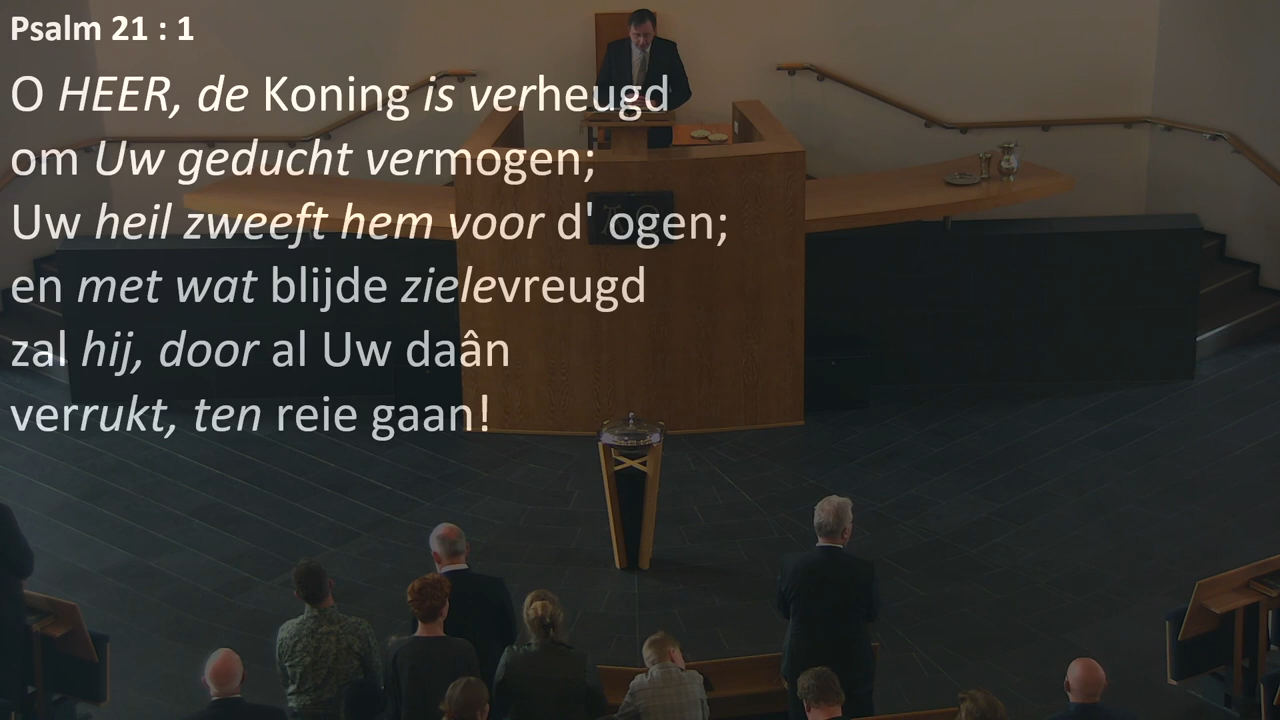 Psalm 21 : 1
O HEER, de Koning is verheugd
om Uw geducht vermogen;
Uw heil zweeft hem voor d' ogen;
en met wat blijde zielevreugd
zal hij, door al Uw daân
verrukt, ten reie gaan!